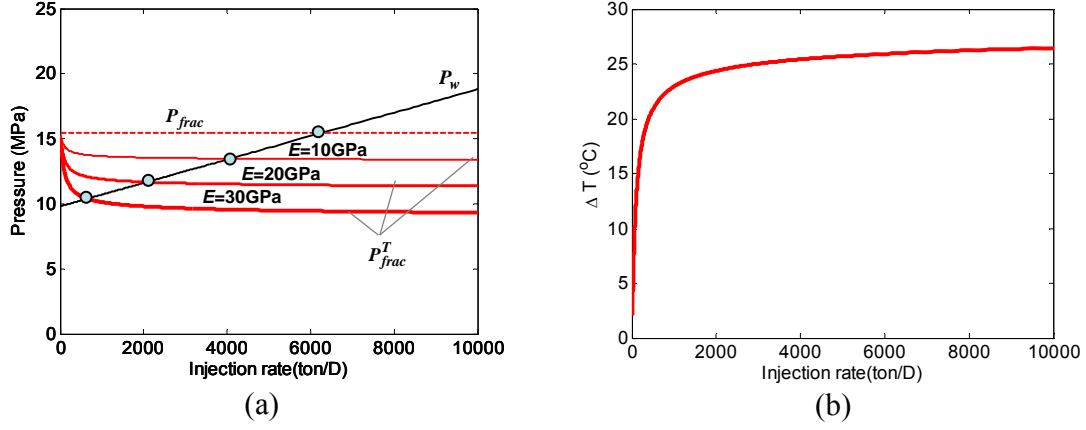 25
20
15
10
5
0
Pressure (MPa)
P_w
P_frac
E=10GPa
E=20GPa
E=30GPa
P^T_frac
0 2000 4000 6000 8000 10000
Injection rate(ton/D)
(a)
30
25
20
15
10
5
0
Δ T (°C)
0 2000 4000 6000 8000 10000
Injection rate(ton/D)
(b)